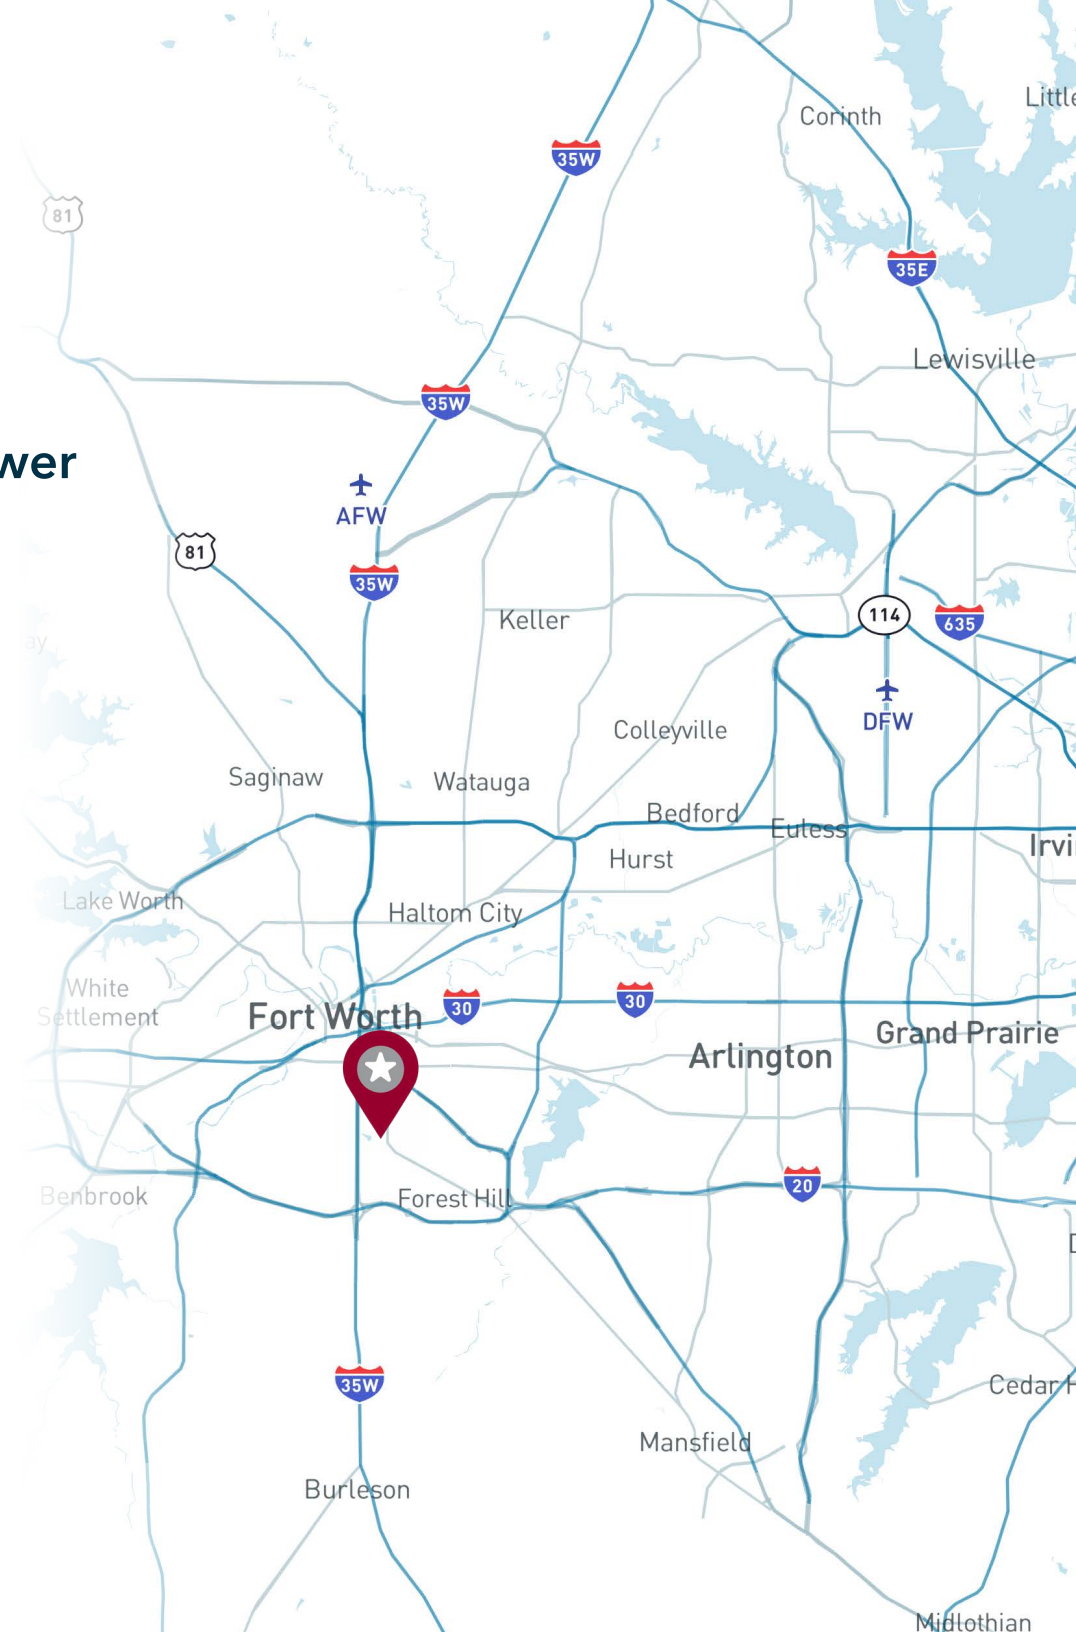 Little
Corinth
35W
81
35E
Lewisville
35W
wer
AFW
81
35W
114
635
Keller
ay
DFW
Colleyville
Saginaw
Watauga
Bedford
Euless
Irvi
Hurst
Lake Worth
Haltom City
White
Settlement
30
30
Fort Worth
Grand Prairie
Arlington
20
Benbrook
Forest Hill
D
35W
Cedar H
Mansfield
Burleson
Midlothian